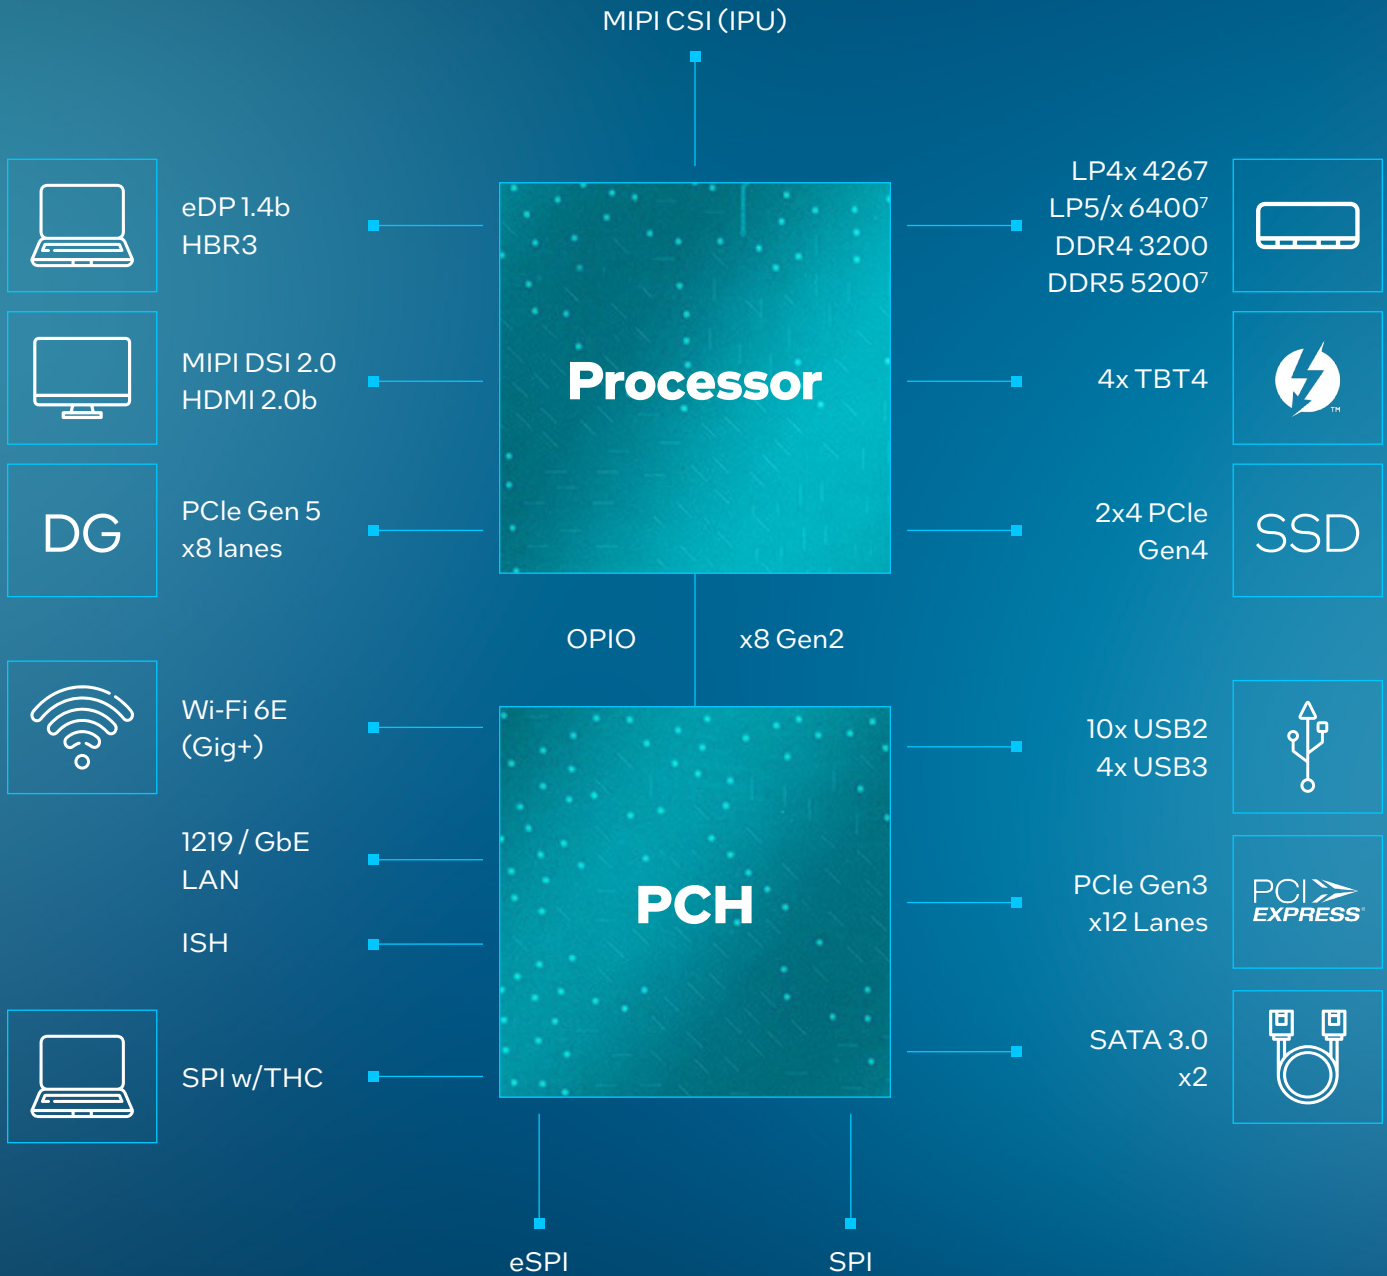 MIPI CSI (IPU)
eDP 1.4b
HBR3
MIPI DSI 2.0
HDMI 2.0b
DG
PCIe Gen 5
x8 lanes
Processor
LP4x 4267
LP5/x 6400⁷
DDR4 3200
DDR5 5200⁷
4x TBT4
TM
2x4 PCIe
Gen4
SSD
OPIO
x8 Gen2
Wi-Fi 6E
(Gig+)
1219 / GbE
LAN
ISH
SPI w/THC
PCH
10x USB2
4x USB3
PCIe Gen3
x12 Lanes
PCI
EXPRESS®
SATA 3.0
x2
eSPI
SPI